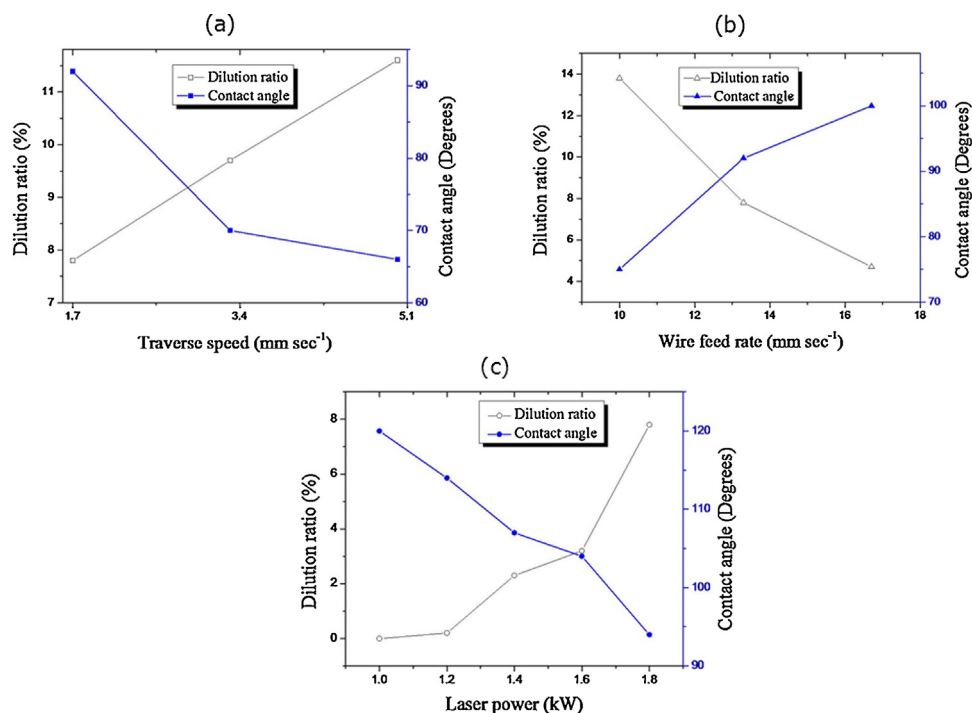 (a)
Dilution ratio
Contact angle
11
10
9
8
7
90
80
70
60
1.7
3.4
5.1
Dilution ratio (%)
Contact angle (Degrees)
Traverse speed (mm sec⁻¹)
(b)
Dilution ratio
Contact angle
14
12
10
8
6
4
100
90
80
70
10
12
14
16
18
Dilution ratio (%)
Contact angle (Degrees)
Wire feed rate (mm sec⁻¹)
(c)
Dilution ratio
Contact angle
8
6
4
2
0
120
110
100
90
1.0
1.2
1.4
1.6
1.8
Dilution ratio (%)
Contact angle (Degrees)
Laser power (kW)